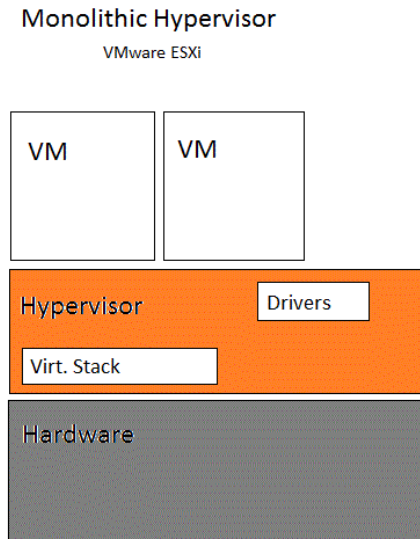 Monolithic Hypervisor
VMware ESXi
VM
VM
Hypervisor
Drivers
Virt. Stack
Hardware